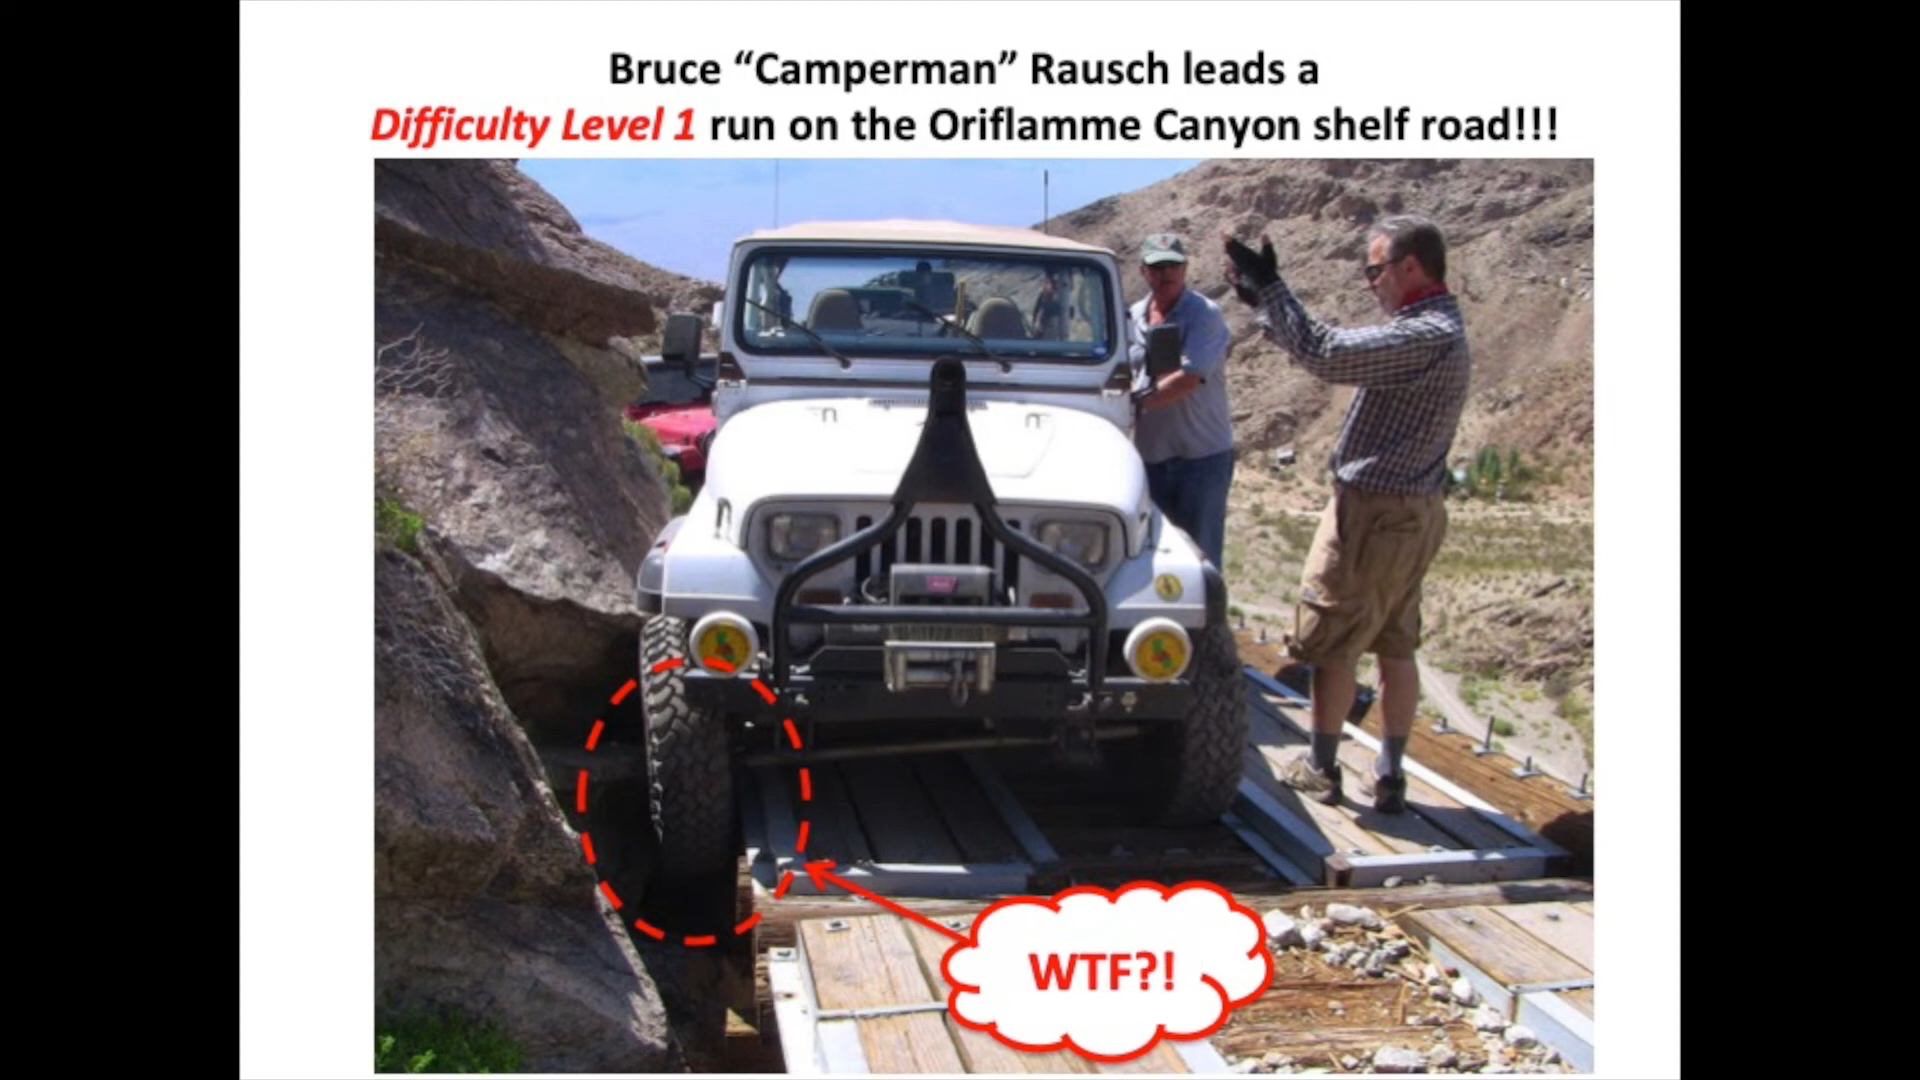 Bruce “Camperman” Rausch leads a
Difficulty Level 1 run on the Oriflamme Canyon shelf road!!!
WTF?!